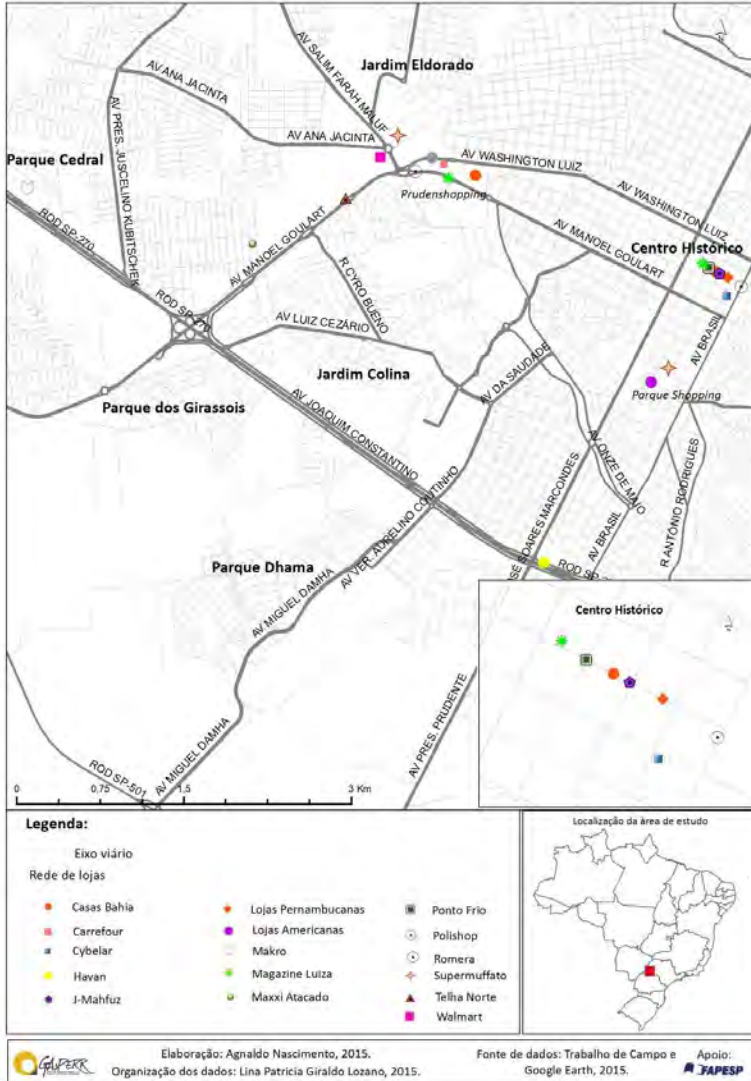 Jardim Eldorado
AV SALIM FARAH MALUF
AV ANA JACINTA
AV PRES. JUSCELINO KUBITSCHEK
AV ANA JACINTA
Parque Cedral
AV WASHINGTON LUIZ
AV WASHINGTON LUIZ
Prudenshopping
ROD SP-270
AV MANOEL GOULART
AV MANOEL GOULART
Centro Histórico
R CYRO BUENO
ROD SP-270
AV LUIZ CEZÁRIO
AV BRASIL
Jardim Colina
AV DA SAUDADE
Parque Shopping
Parque dos Girassois
AV JOAQUIM CONSTANTINO
AV ONZE DE MAIO
R ANTÔNIO RODRIGUES
AV VER. AURELINO COUTINHO
JOSÉ SOARES MARCONDES
AV BRASIL
Parque Dhama
ROD SP-
AV MIGUEL DAMHA
Centro Histórico
AV MIGUEL DAMHA
AV PRES. PRUDENTE
ROD SP-501
0 0,75 1,5 3 Km
Legenda:
Eixo viário
Rede de lojas
Casas Bahia
Carrefour
Cybelar
Havan
J-Mahfuz
Lojas Pernambucanas
Lojas Americanas
Makro
Magazine Luiza
Maxxi Atacado
Ponto Frio
Polishop
Romera
Supermuffato
Telha Norte
Walmart
Localização da área de estudo
GAsPERR
Elaboração: Agnaldo Nascimento, 2015.
Organização dos dados: Lina Patricia Giraldo Lozano, 2015.
Fonte de dados: Trabalho de Campo e
Google Earth, 2015.
Apoio:
FAPESP